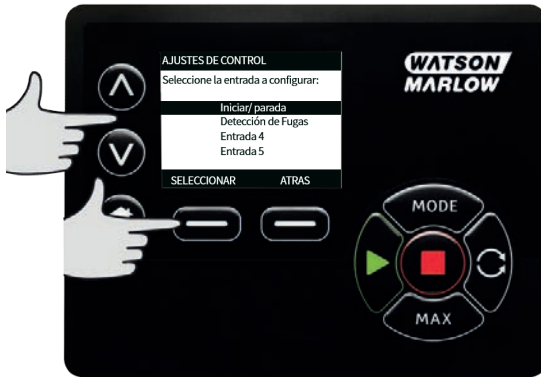 AJUSTES DE CONTROL
Seleccione la entrada a configurar:
Iniciar/ parada
Detección de Fugas
Entrada 4
Entrada 5
SELECCIONAR ATRAS
WATSON
MARLOW
MODE
MAX